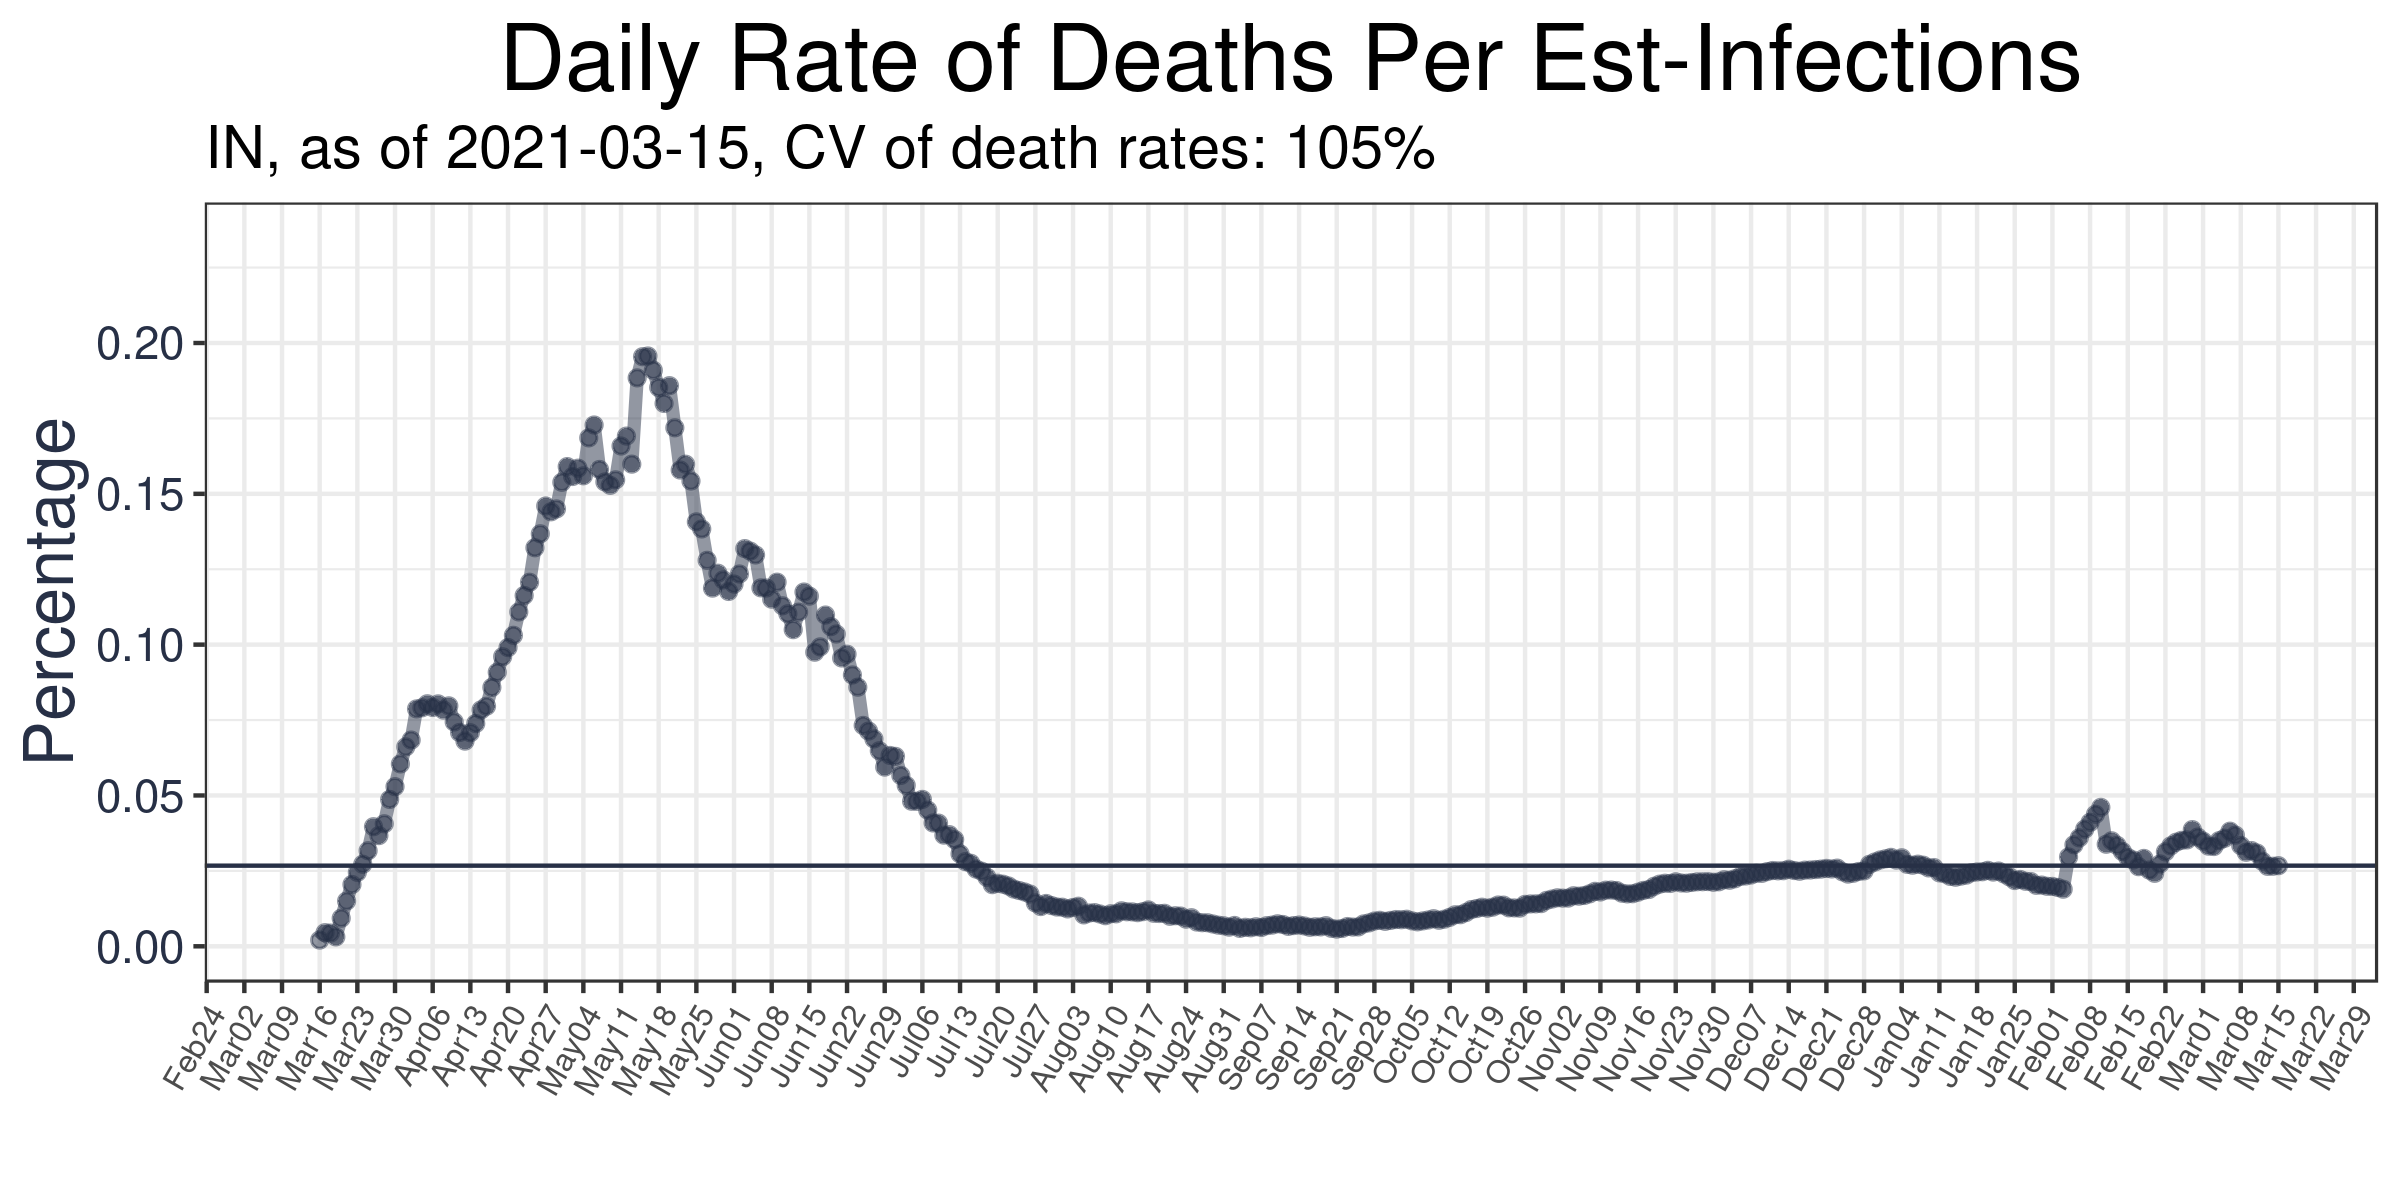 Daily Rate of Deaths Per Est-Infections
IN, as of 2021-03-15, CV of death rates: 105%
Percentage
0.20
0.15
0.10
0.05
0.00
Feb24
Mar02
Mar09
Mar16
Mar23
Mar30
Apr06
Apr13
Apr20
Apr27
May04
May11
May18
May25
Jun01
Jun08
Jun15
Jun22
Jun29
Jul06
Jul13
Jul20
Jul27
Aug03
Aug10
Aug17
Aug24
Aug31
Sep07
Sep14
Sep21
Sep28
Oct05
Oct12
Oct19
Oct26
Nov02
Nov09
Nov16
Nov23
Nov30
Dec07
Dec14
Dec21
Dec28
Jan04
Jan11
Jan18
Jan25
Feb01
Feb08
Feb15
Feb22
Mar01
Mar08
Mar15
Mar22
Mar29